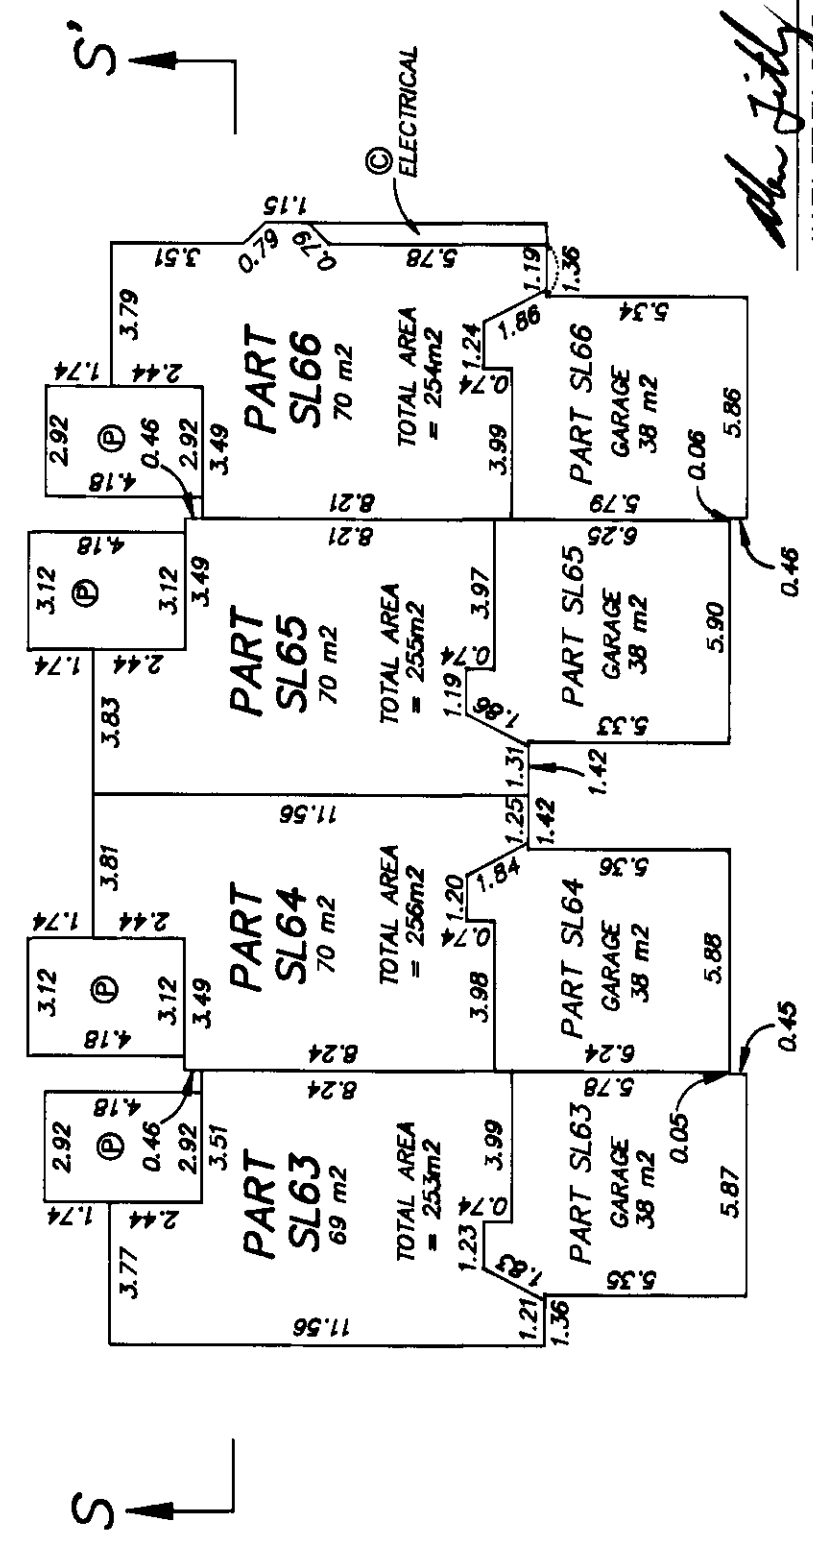 S
S'
2.92
4.18
1.74
Ⓟ
2.44
0.46
2.92
3.77
3.51
PART
SL63
69 m2
11.56
8.24
TOTAL AREA
= 253m2
1.23
0.74
3.99
1.83
1.21
1.36
PART SL63
GARAGE
38 m2
5.35
5.78
5.87
0.05
0.45
3.12
4.18
1.74
Ⓟ
2.44
3.12
3.81
3.49
PART
SL64
70 m2
8.24
11.56
TOTAL AREA
= 256m2
3.98
0.74
1.20
1.84
1.25
1.42
PART SL64
GARAGE
38 m2
6.24
5.36
5.88
3.12
4.18
1.74
Ⓟ
2.44
3.12
3.83
3.49
PART
SL65
70 m2
8.21
TOTAL AREA
= 255m2
1.19
0.74
3.97
1.86
1.31
1.42
PART SL65
GARAGE
38 m2
5.33
6.25
5.90
0.06
0.46
2.92
4.18
1.74
Ⓟ
2.44
0.46
2.92
3.79
3.49
PART
SL66
70 m2
8.21
3.51
0.79
1.15
0.79
5.78
TOTAL AREA
= 254m2
3.99
0.74
1.24
1.86
1.19
1.36
PART SL66
GARAGE
38 m2
5.79
5.34
5.86
©
ELECTRICAL